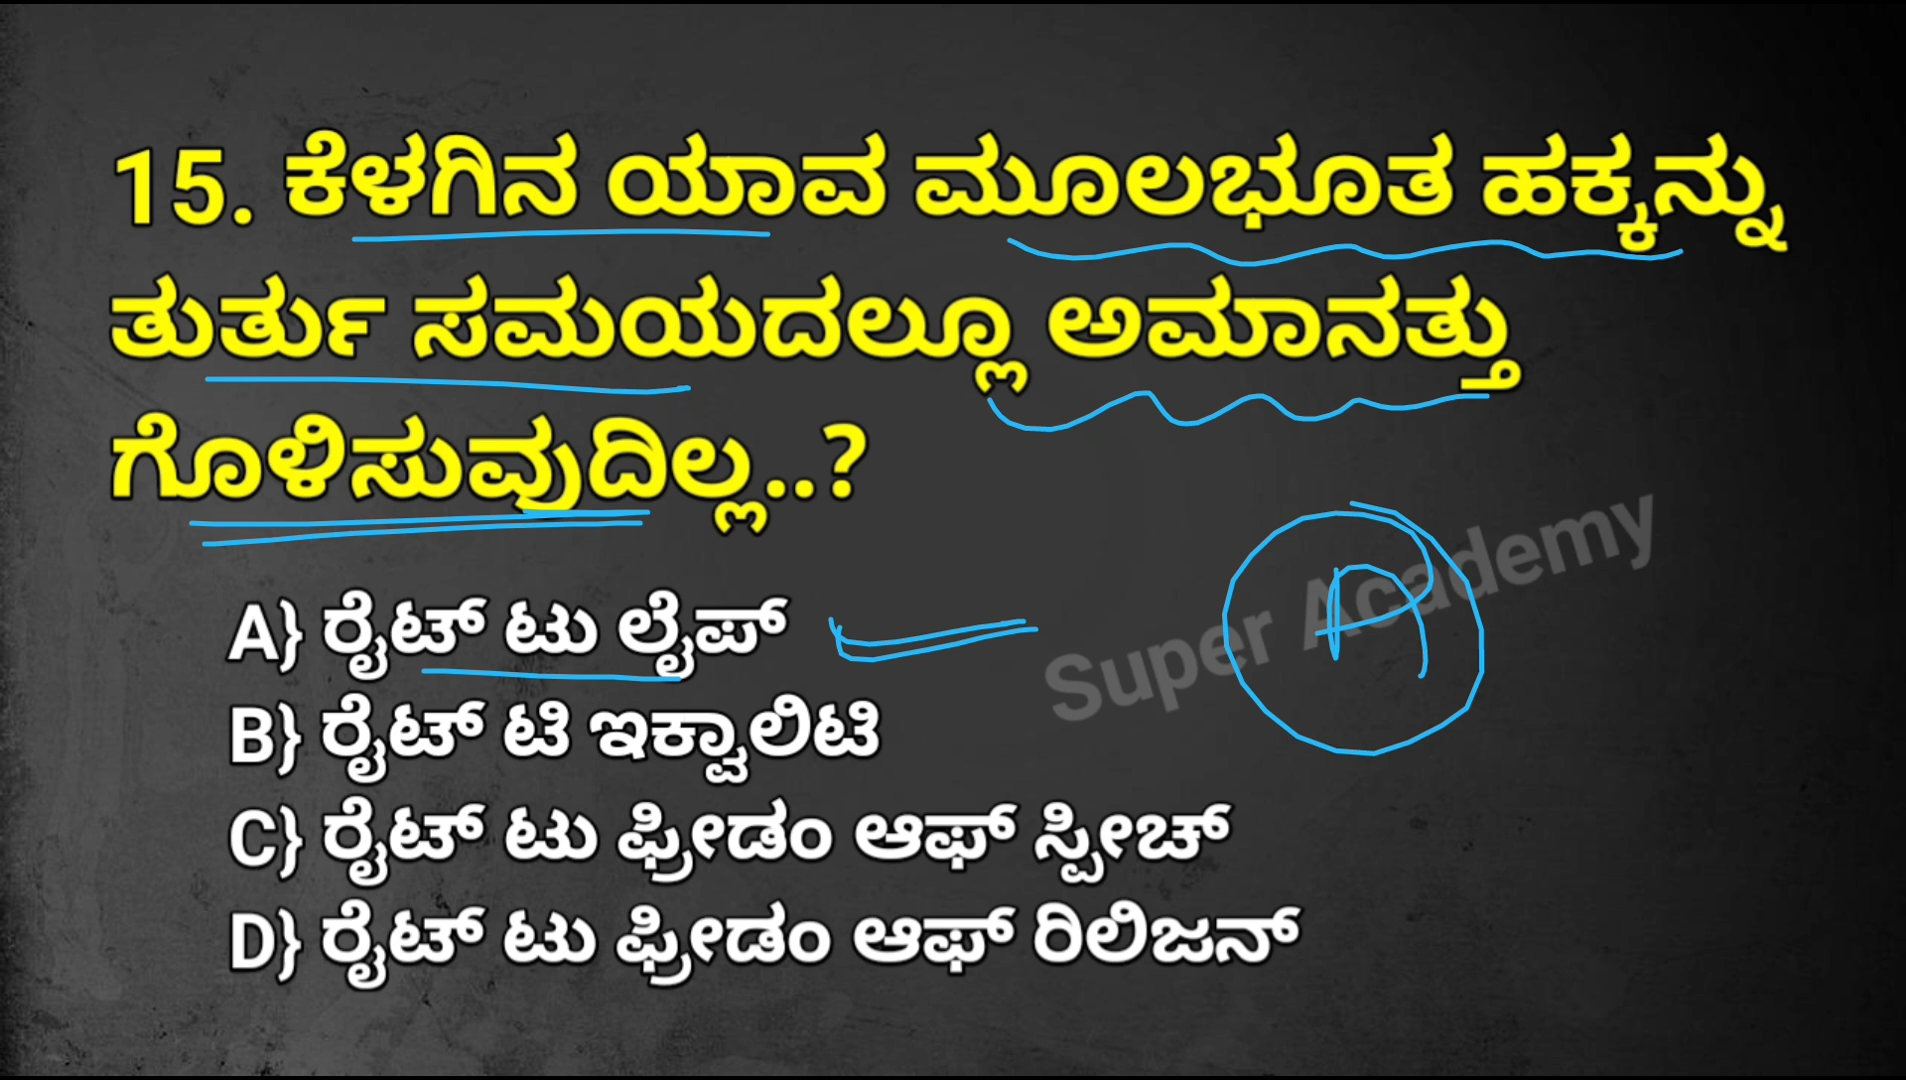 15. ಕೆಳಗಿನ ಯಾವ ಮೂಲಭೂತ ಹಕ್ಕನ್ನು
ತುರ್ತು ಸಮಯದಲ್ಲೂ ಅಮಾನತ್ತು
ಗೊಳಿಸುವುದಿಲ್ಲ..?
A} ರೈಟ್ ಟು ಲೈಪ್
B} ರೈಟ್ ಟಿ ಇಕ್ವಾಲಿಟಿ
C} ರೈಟ್ ಟು ಫ್ರೀಡಂ ಆಫ್ ಸ್ಪೀಚ್
D} ರೈಟ್ ಟು ಫ್ರೀಡಂ ಆಫ್ ರಿಲಿಜನ್
Super Academy